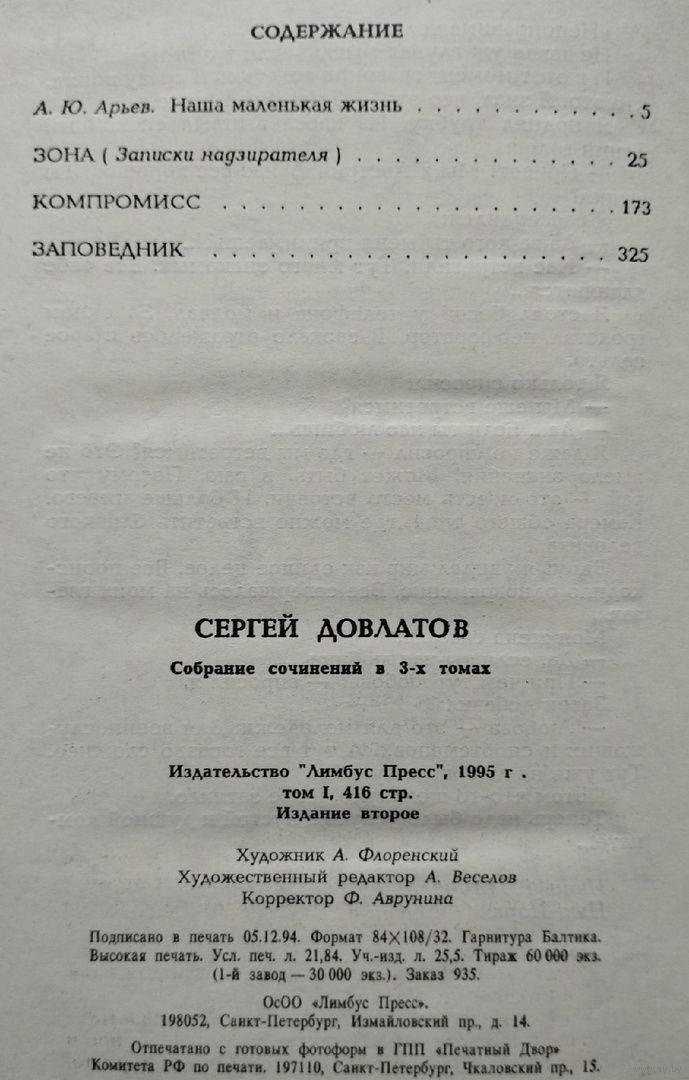 СОДЕРЖАНИЕ
А. Ю. Арьев. Наша маленькая жизнь . . . . . . . . . . . . 5
ЗОНА ( Записки надзирателя ) . . . . . . . . . . . . . . 25
КОМПРОМИСС . . . . . . . . . . . . . . . . . . . . . 173
ЗАПОВЕДНИК . . . . . . . . . . . . . . . . . . . . . 325
СЕРГЕЙ ДОВЛАТОВ
Собрание сочинений в 3-х томах
Издательство "Лимбус Пресс", 1995 г .
том I, 416 стр.
Издание второе
Художник А. Флоренский
Художественный редактор А. Веселов
Корректор Ф. Аврунина
Подписано в печать 05.12.94. Формат 84×108/32. Гарнитура Балтика.
Высокая печать. Усл. печ. л. 21,84. Уч.-изд. л. 25,5. Тираж 60 000 экз.
(1-й завод — 30 000 экз.). Заказ 935.
ОсОО «Лимбус Пресс».
198052, Санкт-Петербург, Измайловский пр., д. 14.
Отпечатано с готовых фотоформ в ГПП «Печатный Двор»
Комитета РФ по печати. 197110, Санкт-Петербург, Чкаловский пр., 15.